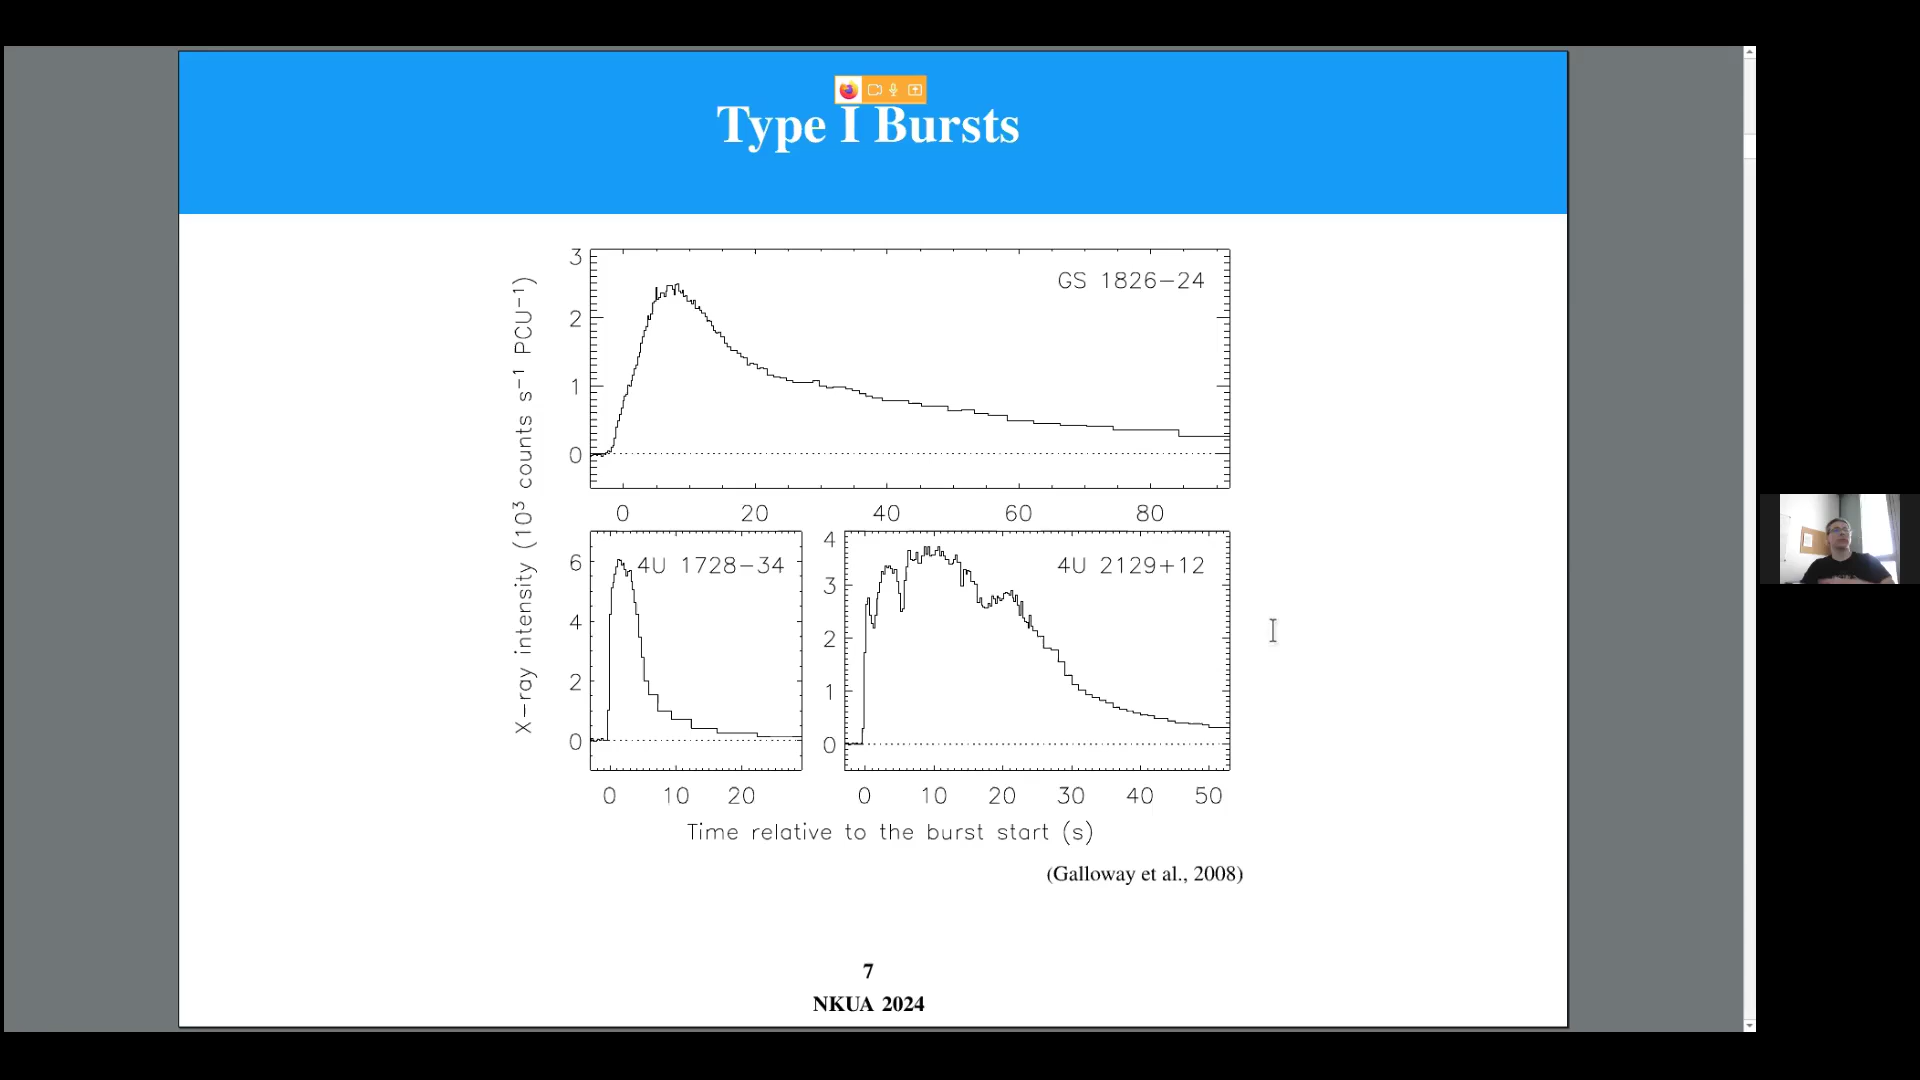 Type I Bursts
X-ray intensity (10³ counts s⁻¹ PCU⁻¹)
GS 1826-24
3
2
1
0
0 20 40 60 80
4U 1728-34
6
4
2
0
0 10 20
4U 2129+12
4
3
2
1
0
0 10 20 30 40 50
Time relative to the burst start (s)
(Galloway et al., 2008)
7
NKUA 2024